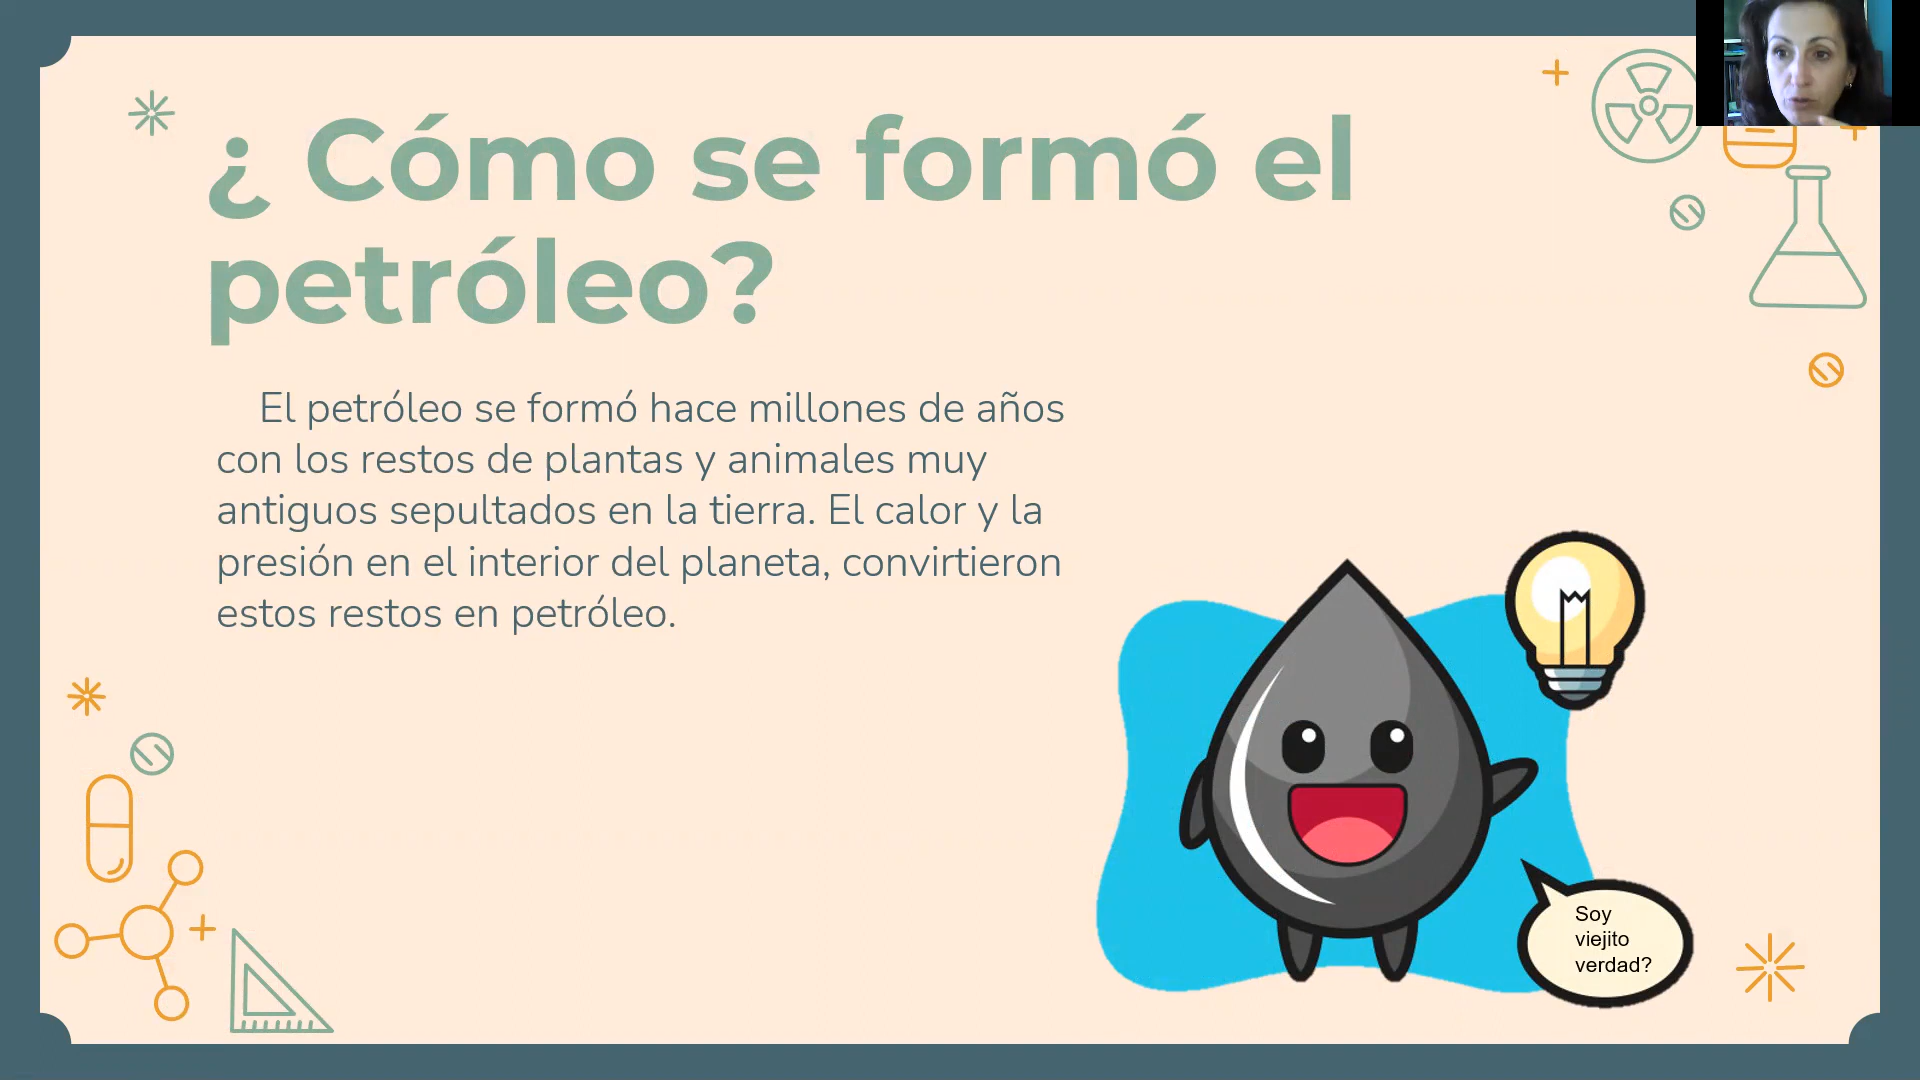 ¿ Cómo se formó el
petróleo?
El petróleo se formó hace millones de años
con los restos de plantas y animales muy
antiguos sepultados en la tierra. El calor y la
presión en el interior del planeta, convirtieron
estos restos en petróleo.
Soy
viejito
verdad?